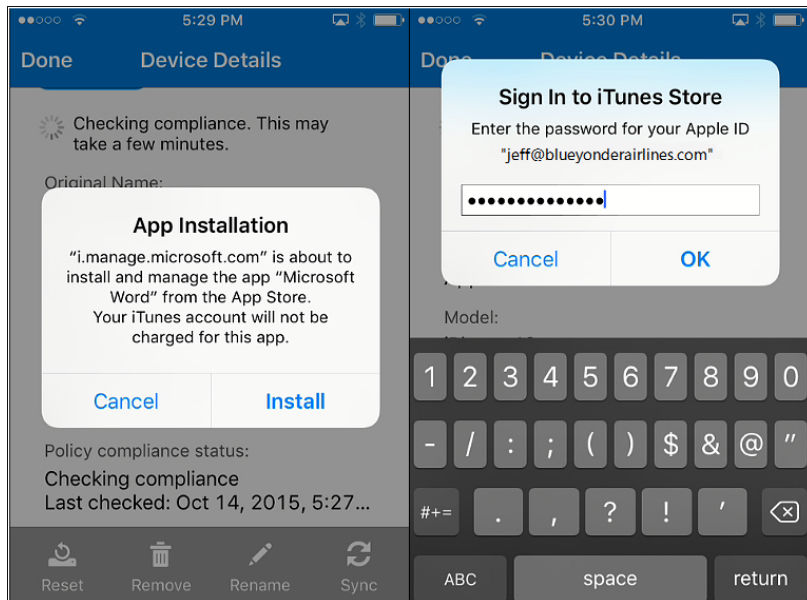 5:29 PM
Done Device Details
Checking compliance. This may
take a few minutes.
Original Name:
App Installation
“i.manage.microsoft.com” is about to
install and manage the app “Microsoft
Word” from the App Store.
Your iTunes account will not be
charged for this app.
Cancel Install
Policy compliance status:
Checking compliance
Last checked: Oct 14, 2015, 5:27...
Reset Remove Rename Sync
5:30 PM
Done Device Details
Sign In to iTunes Store
Enter the password for your Apple ID
"jeff@blueyonderairlines.com"
••••••••••••••
Cancel OK
Model:
1 2 3 4 5 6 7 8 9 0
- / : ; ( ) $ & @ "
#+= . , ? ! '
ABC space return